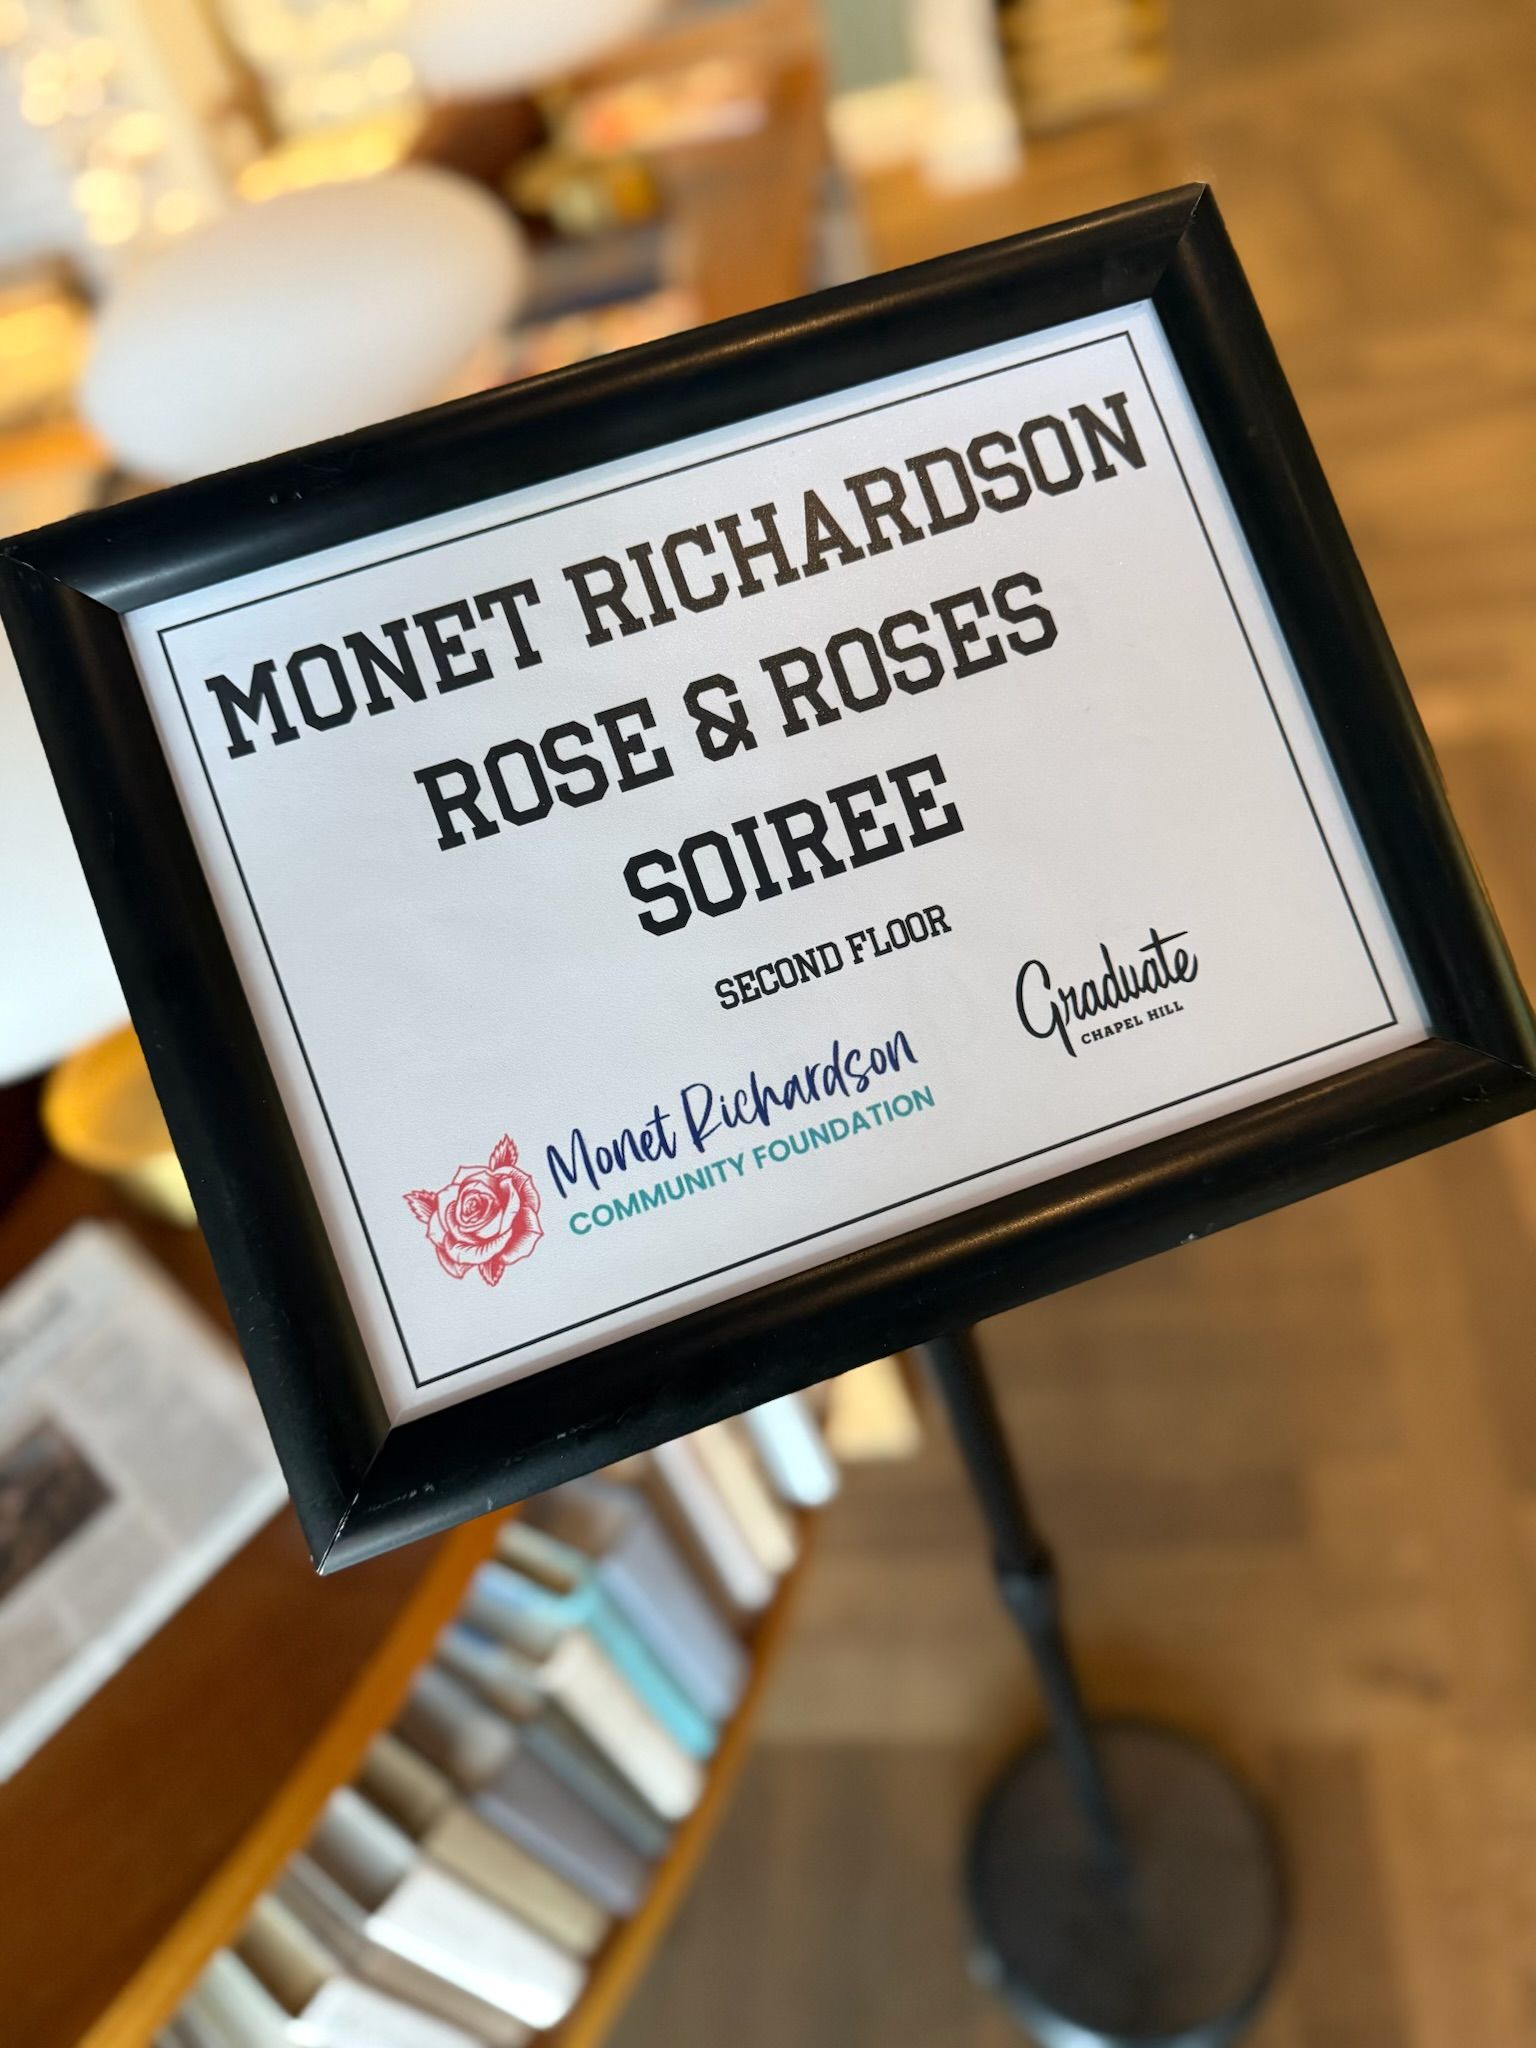 MONET RICHARDSON
ROSE & ROSES
SOIREE
SECOND FLOOR
Graduate
CHAPEL HILL
Monet Richardson
COMMUNITY FOUNDATION